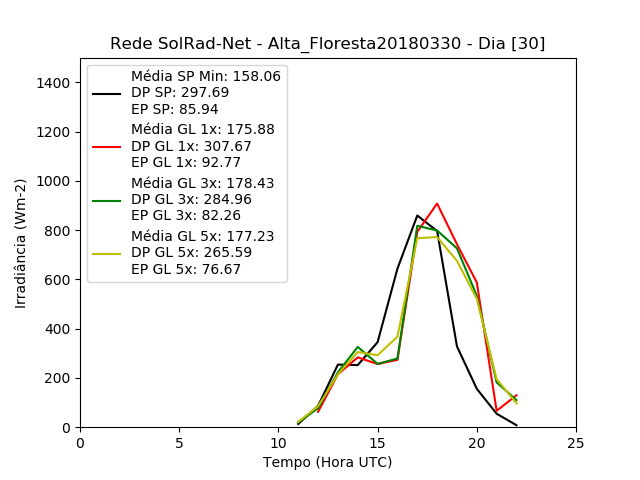 Rede SolRad-Net - Alta_Floresta20180330 - Dia [30]
Média SP Min: 158.06
DP SP: 297.69
EP SP: 85.94
Média GL 1x: 175.88
DP GL 1x: 307.67
EP GL 1x: 92.77
Média GL 3x: 178.43
DP GL 3x: 284.96
EP GL 3x: 82.26
Média GL 5x: 177.23
DP GL 5x: 265.59
EP GL 5x: 76.67
Irradiância (Wm-2)
1400
1200
1000
800
600
400
200
0
0 5 10 15 20 25
Tempo (Hora UTC)